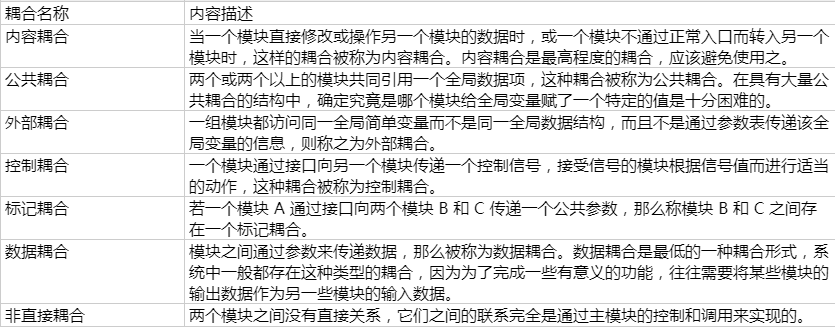 耦合名称 内容描述
内容耦合 当一个模块直接修改或操作另一个模块的数据时，或一个模块不通过正常入口而转入另一个
模块时，这样的耦合被称为内容耦合。内容耦合是最高程度的耦合，应该避免使用之。
公共耦合 两个或两个以上的模块共同引用一个全局数据项，这种耦合被称为公共耦合。在具有大量公
共耦合的结构中，确定究竟是哪个模块给全局变量赋了一个特定的值是十分困难的。
外部耦合 一组模块都访问同一全局简单变量而不是同一全局数据结构，而且不是通过参数表传递该全
局变量的信息，则称之为外部耦合。
控制耦合 一个模块通过接口向另一个模块传递一个控制信号，接受信号的模块根据信号值而进行适当
的动作，这种耦合被称为控制耦合。
标记耦合 若一个模块 A 通过接口向两个模块 B 和 C 传递一个公共参数，那么称模块 B 和 C 之间存
在一个标记耦合。
数据耦合 模块之间通过参数来传递数据，那么被称为数据耦合。数据耦合是最低的一种耦合形式，系
统中一般都存在这种类型的耦合，因为为了完成一些有意义的功能，往往需要将某些模块的
输出数据作为另一些模块的输入数据。
非直接耦合 两个模块之间没有直接关系，它们之间的联系完全是通过主模块的控制和调用来实现的。